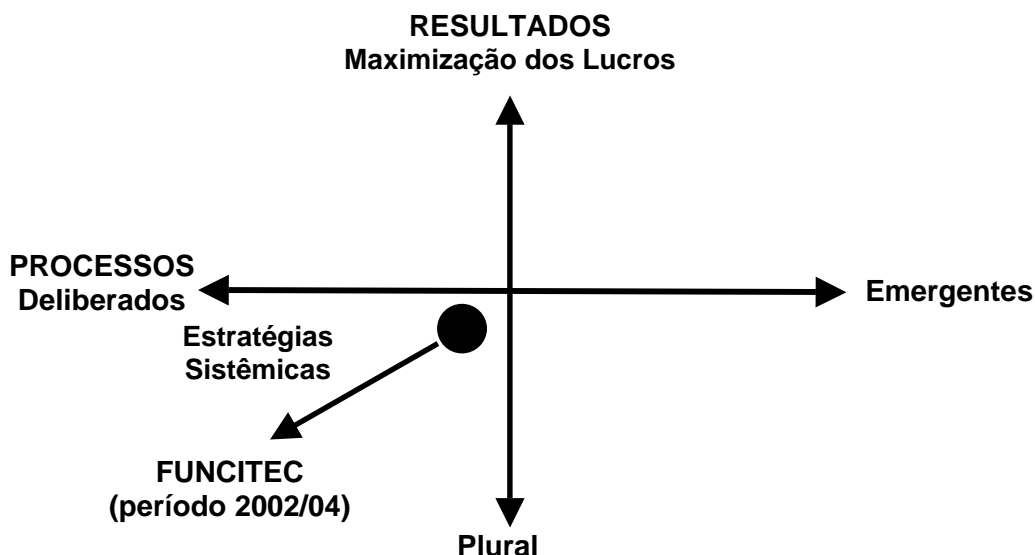 RESULTADOS
Maximização dos Lucros
PROCESSOS
Deliberados
Emergentes
Estratégias
Sistêmicas
FUNCITEC
(período 2002/04)
Plural